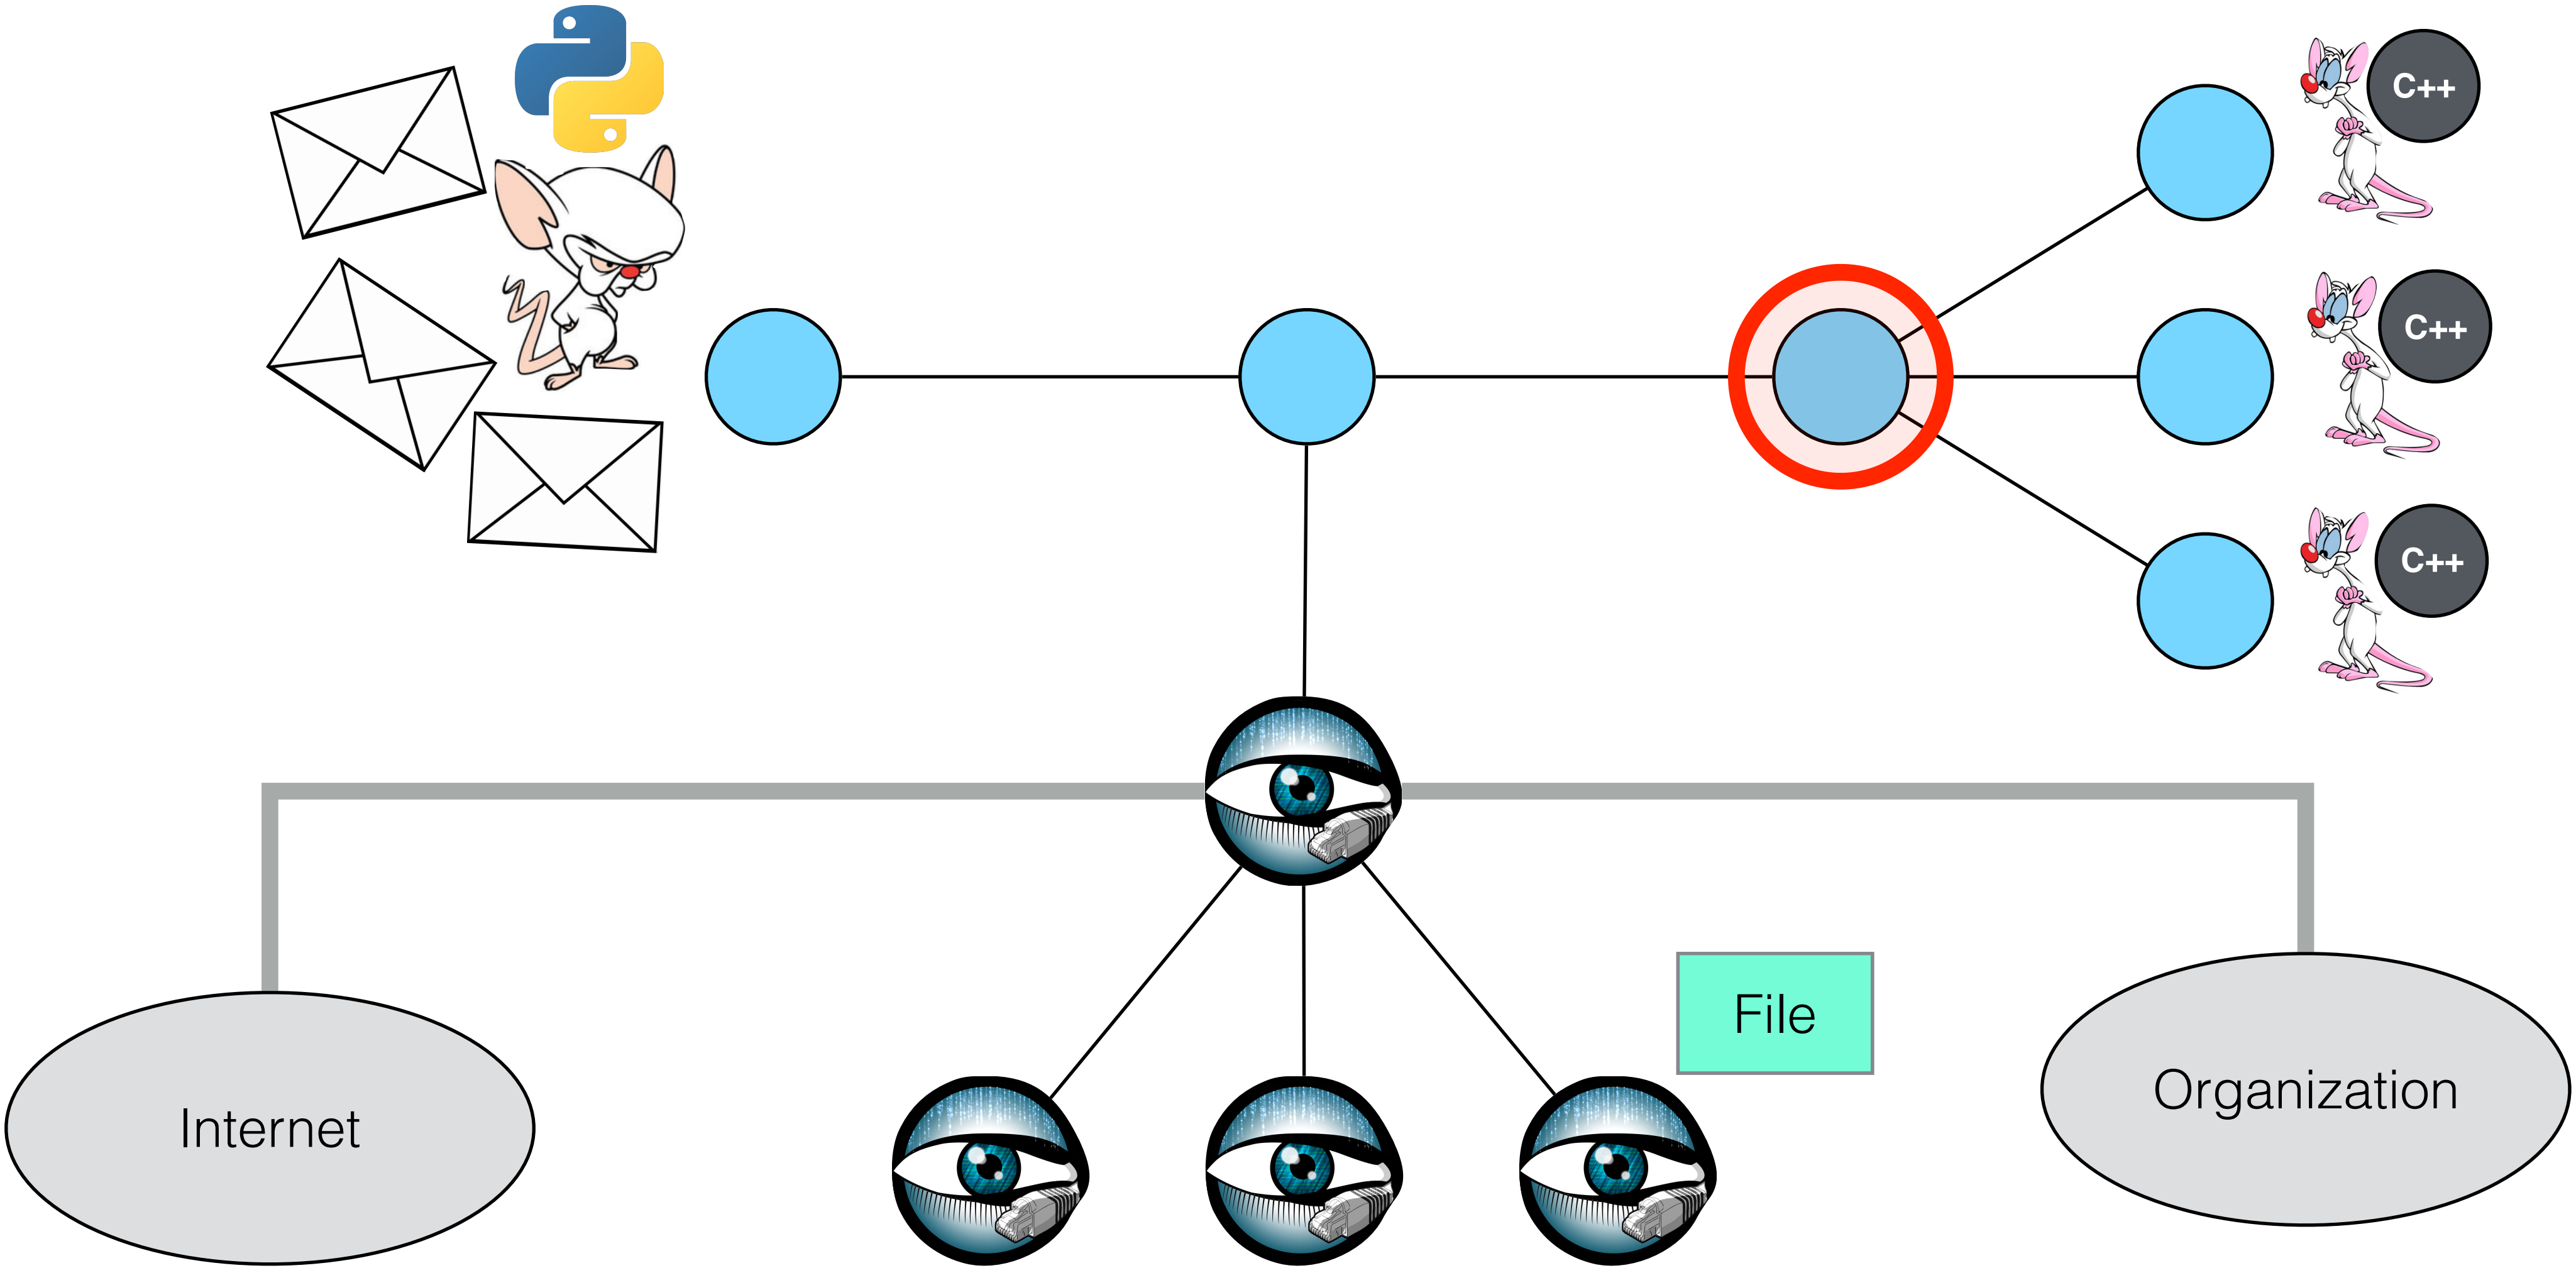 C++
C++
C++
File
Internet
Organization